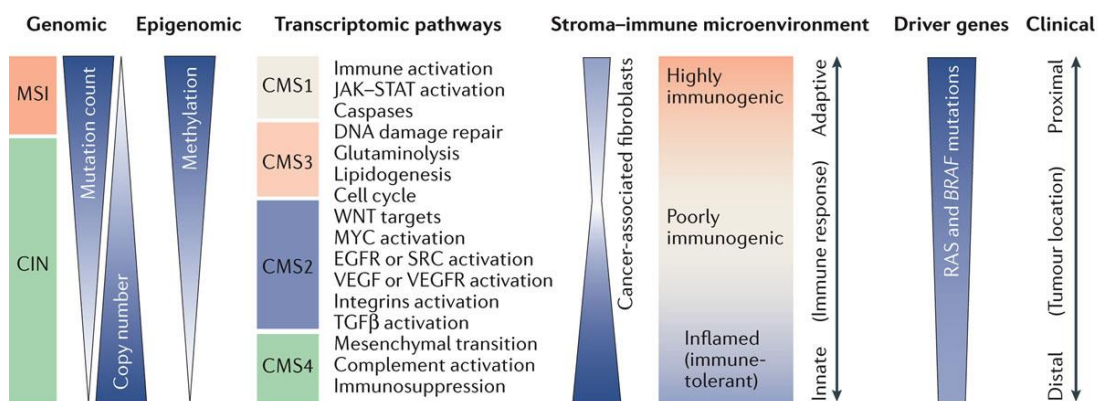 Genomic
Epigenomic
Transcriptomic pathways
Stroma–immune microenvironment
Driver genes
Clinical
MSI
CIN
Mutation count
Copy number
Methylation
CMS1
CMS3
CMS2
CMS4
Immune activation
JAK–STAT activation
Caspases
DNA damage repair
Glutaminolysis
Lipidogenesis
Cell cycle
WNT targets
MYC activation
EGFR or SRC activation
VEGF or VEGFR activation
Integrins activation
TGFβ activation
Mesenchymal transition
Complement activation
Immunosuppression
Cancer-associated fibroblasts
Highly
immunogenic
Poorly
immunogenic
Inflamed
(immune-
tolerant)
Innate (Immune response) Adaptive
RAS and BRAF mutations
Distal (Tumour location) Proximal